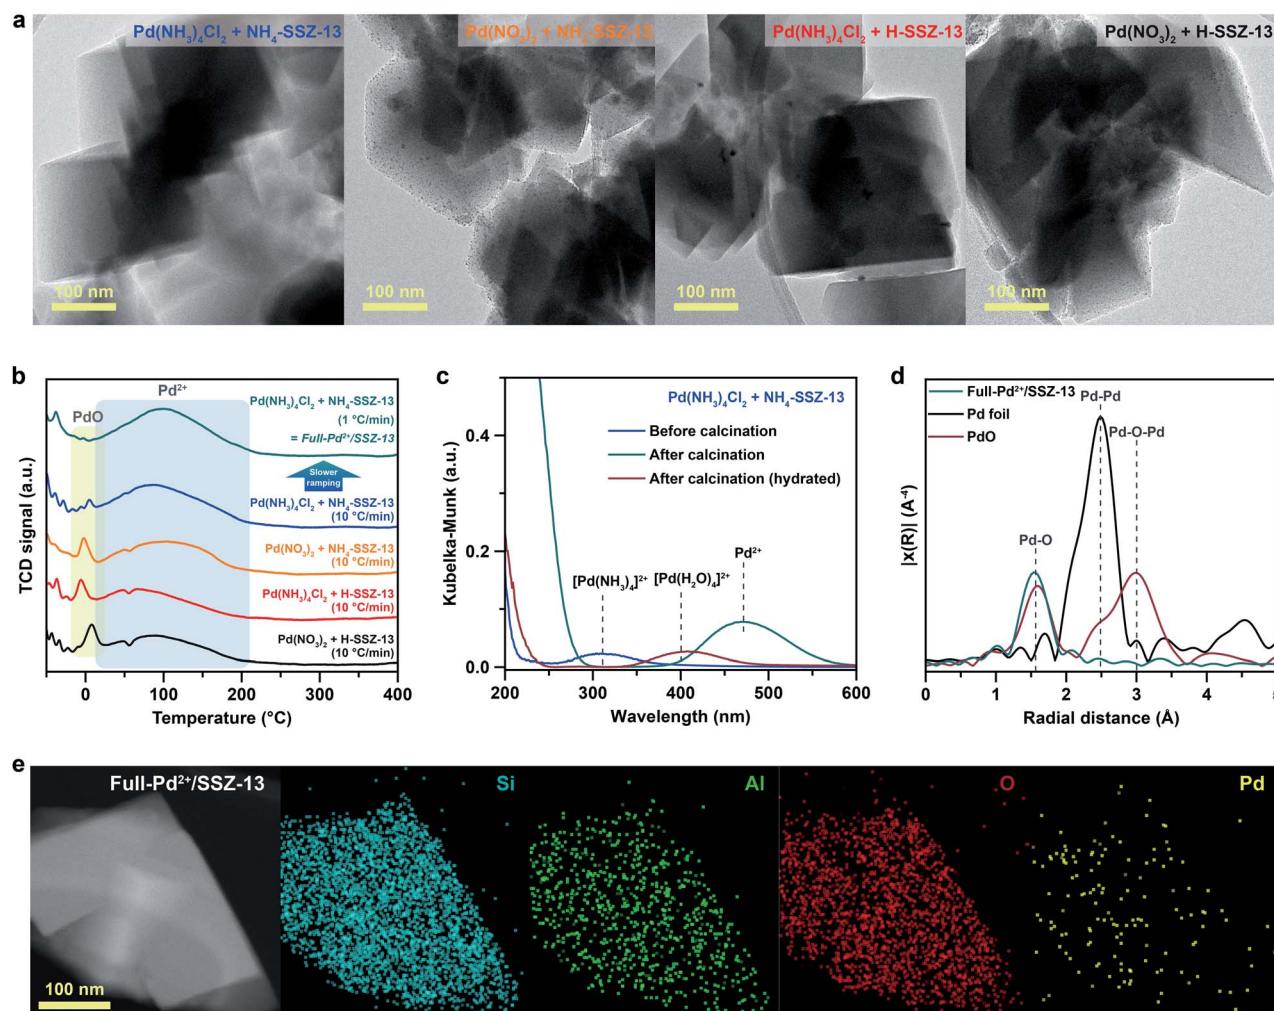 a
Pd(NH₃)₄Cl₂ + NH₄-SSZ-13
Pd(NO₃)₂ + NH₄-SSZ-13
Pd(NH₃)₄Cl₂ + H-SSZ-13
Pd(NO₃)₂ + H-SSZ-13
100 nm
100 nm
100 nm
100 nm
b
TCD signal (a.u.)
Pd²⁺
PdO
Pd(NH₃)₄Cl₂ + NH₄-SSZ-13
(1 °C/min)
= Full-Pd²⁺/SSZ-13
Slower
ramping
Pd(NH₃)₄Cl₂ + NH₄-SSZ-13
(10 °C/min)
Pd(NO₃)₂ + NH₄-SSZ-13
(10 °C/min)
Pd(NH₃)₄Cl₂ + H-SSZ-13
(10 °C/min)
Pd(NO₃)₂ + H-SSZ-13
(10 °C/min)
0 100 200 300 400
Temperature (°C)
c
Kubelka-Munk (a.u.)
0.4
0.2
0.0
Pd(NH₃)₄Cl₂ + NH₄-SSZ-13
Before calcination
After calcination
After calcination (hydrated)
Pd²⁺
[Pd(NH₃)₄]²⁺
[Pd(H₂O)₄]²⁺
200 300 400 500 600
Wavelength (nm)
d
|χ(R)| (A⁻⁴)
Full-Pd²⁺/SSZ-13
Pd foil
PdO
Pd-Pd
Pd-O-Pd
Pd-O
0 1 2 3 4 5
Radial distance (Å)
e
Full-Pd²⁺/SSZ-13
Si
Al
O
Pd
100 nm